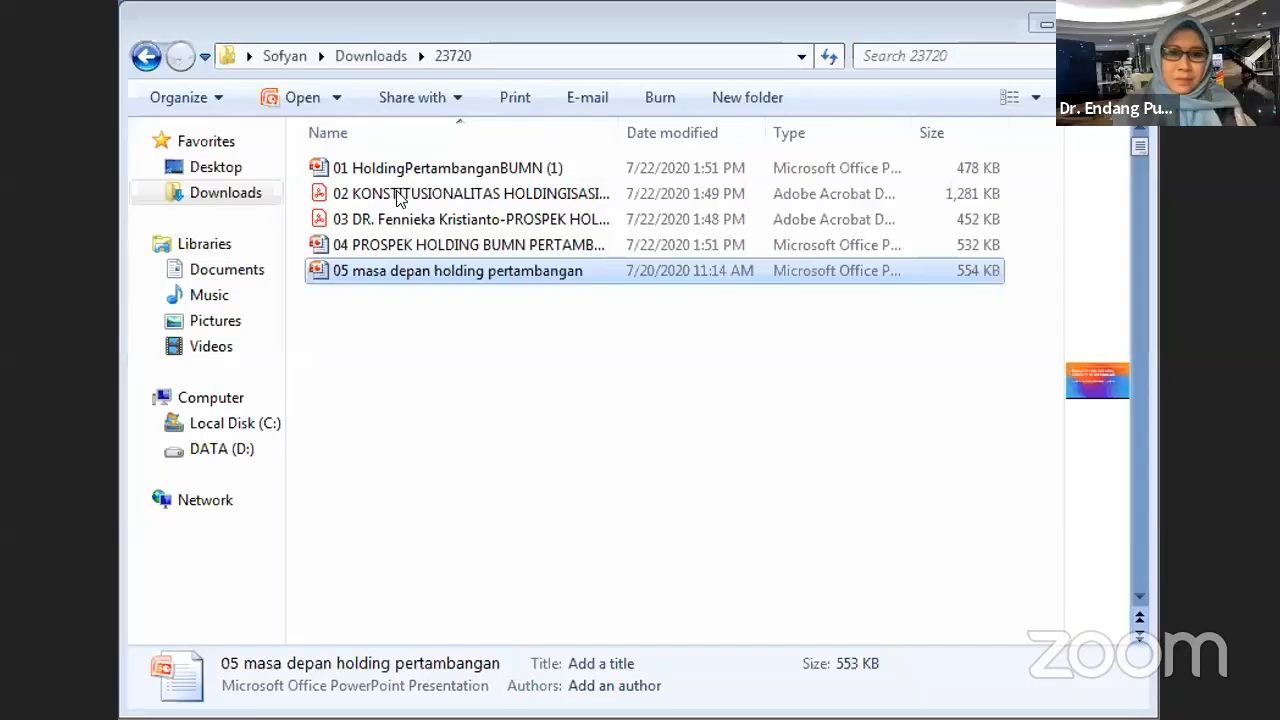 Sofyan Downloads 23720 Search 23720
Dr. Endang Pu...
Organize Open Share with Print E-mail Burn New folder
Name Date modified Type Size
Favorites
Desktop
Downloads
Libraries
Documents
Music
Pictures
Videos
Computer
Local Disk (C:)
DATA (D:)
Network
01 HoldingPertambanganBUMN (1) 7/22/2020 1:51 PM Microsoft Office P... 478 KB
02 KONSTITUSIONALITAS HOLDINGISASI... 7/22/2020 1:49 PM Adobe Acrobat D... 1,281 KB
03 DR. Fennieka Kristianto-PROSPEK HOL... 7/22/2020 1:48 PM Adobe Acrobat D... 452 KB
04 PROSPEK HOLDING BUMN PERTAMB... 7/22/2020 1:51 PM Microsoft Office P... 532 KB
05 masa depan holding pertambangan 7/20/2020 11:14 AM Microsoft Office P... 554 KB
05 masa depan holding pertambangan Title: Add a title Size: 553 KB
Microsoft Office PowerPoint Presentation Authors: Add an author
zoom